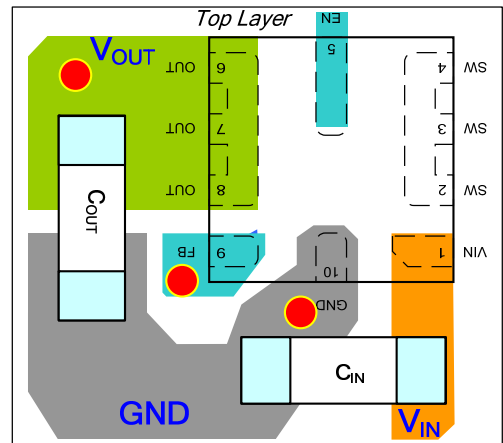 Top Layer
EN
5
VOUT
OUT 6
4 SW
OUT 7
3 SW
OUT 8
2 SW
COUT
FB 9
1 VIN
10
GND
CIN
GND
VIN